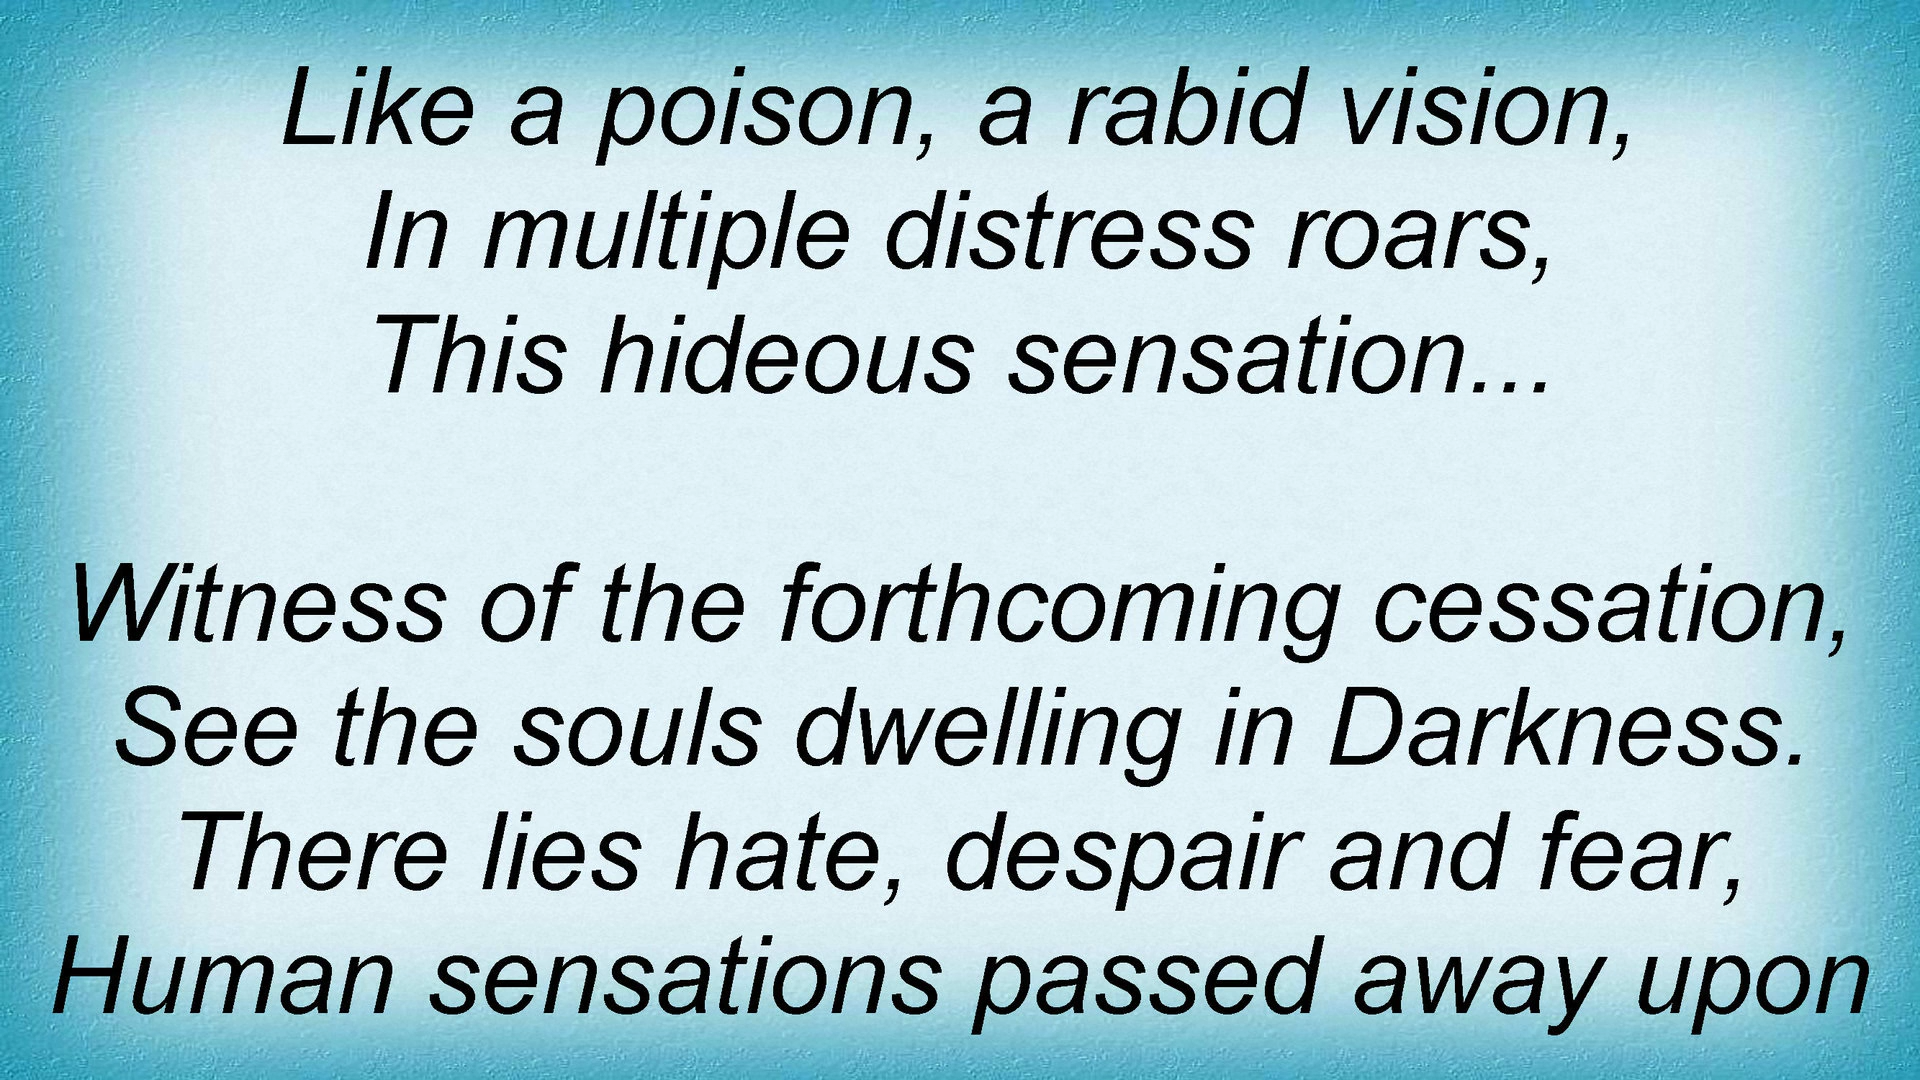 Like a poison, a rabid vision,
In multiple distress roars,
This hideous sensation...
Witness of the forthcoming cessation,
See the souls dwelling in Darkness.
There lies hate, despair and fear,
Human sensations passed away upon